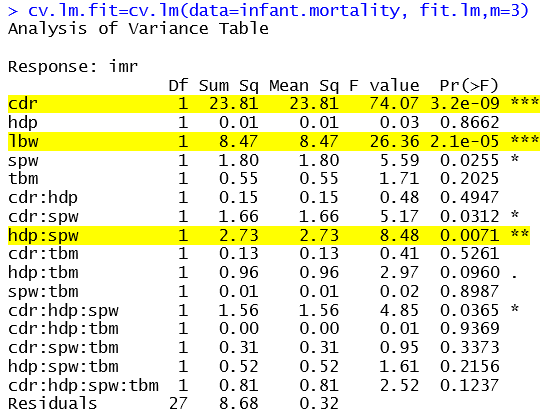 > cv.lm.fit=cv.lm(data=infant.mortality, fit.lm,m=3)
Analysis of Variance Table

Response: imr
              Df Sum Sq Mean Sq F value  Pr(>F)
cdr            1  23.81   23.81   74.07 3.2e-09 ***
hdp            1   0.01    0.01    0.03  0.8662
lbw            1   8.47    8.47   26.36 2.1e-05 ***
spw            1   1.80    1.80    5.59  0.0255 *
tbm            1   0.55    0.55    1.71  0.2025
cdr:hdp        1   0.15    0.15    0.48  0.4947
cdr:spw        1   1.66    1.66    5.17  0.0312 *
hdp:spw        1   2.73    2.73    8.48  0.0071 **
cdr:tbm        1   0.13    0.13    0.41  0.5261
hdp:tbm        1   0.96    0.96    2.97  0.0960 .
spw:tbm        1   0.01    0.01    0.02  0.8987
cdr:hdp:spw    1   1.56    1.56    4.85  0.0365 *
cdr:hdp:tbm    1   0.00    0.00    0.01  0.9369
cdr:spw:tbm    1   0.31    0.31    0.95  0.3373
hdp:spw:tbm    1   0.52    0.52    1.61  0.2156
cdr:hdp:spw:tbm 1   0.81    0.81    2.52  0.1237
Residuals     27   8.68    0.32